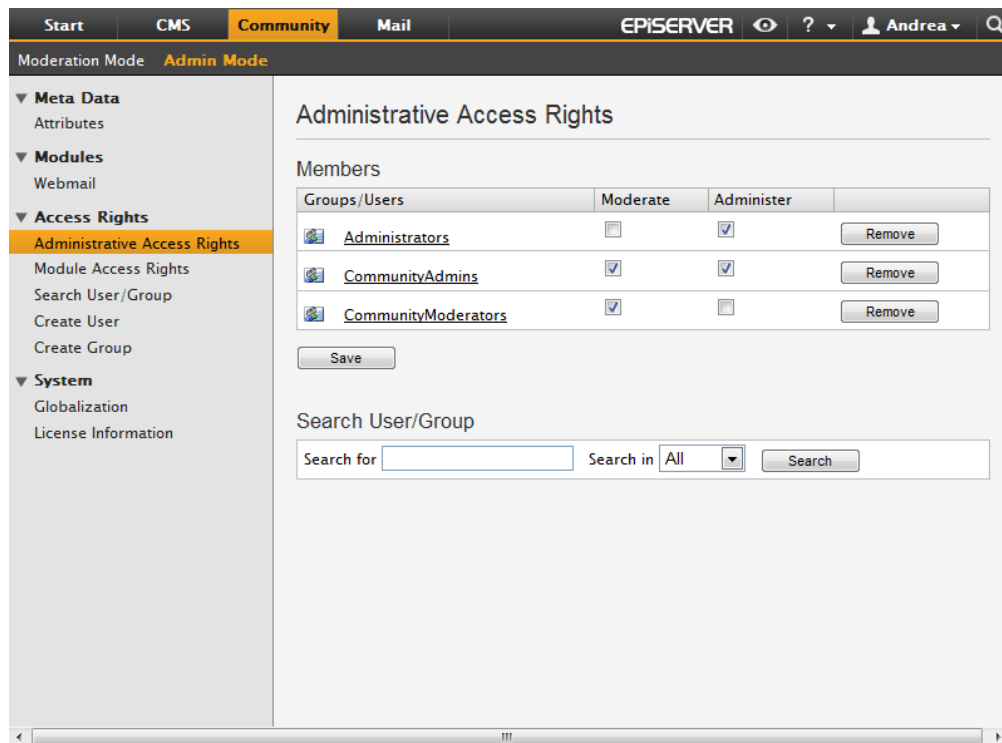 Start CMS Community Mail EPiSERVER ? Andrea
Moderation Mode Admin Mode
Meta Data
Attributes
Modules
Webmail
Access Rights
Administrative Access Rights
Module Access Rights
Search User/Group
Create User
Create Group
System
Globalization
License Information
Administrative Access Rights
Members
Groups/Users Moderate Administer
Administrators Remove
CommunityAdmins Remove
CommunityModerators Remove
Save
Search User/Group
Search for Search in All Search